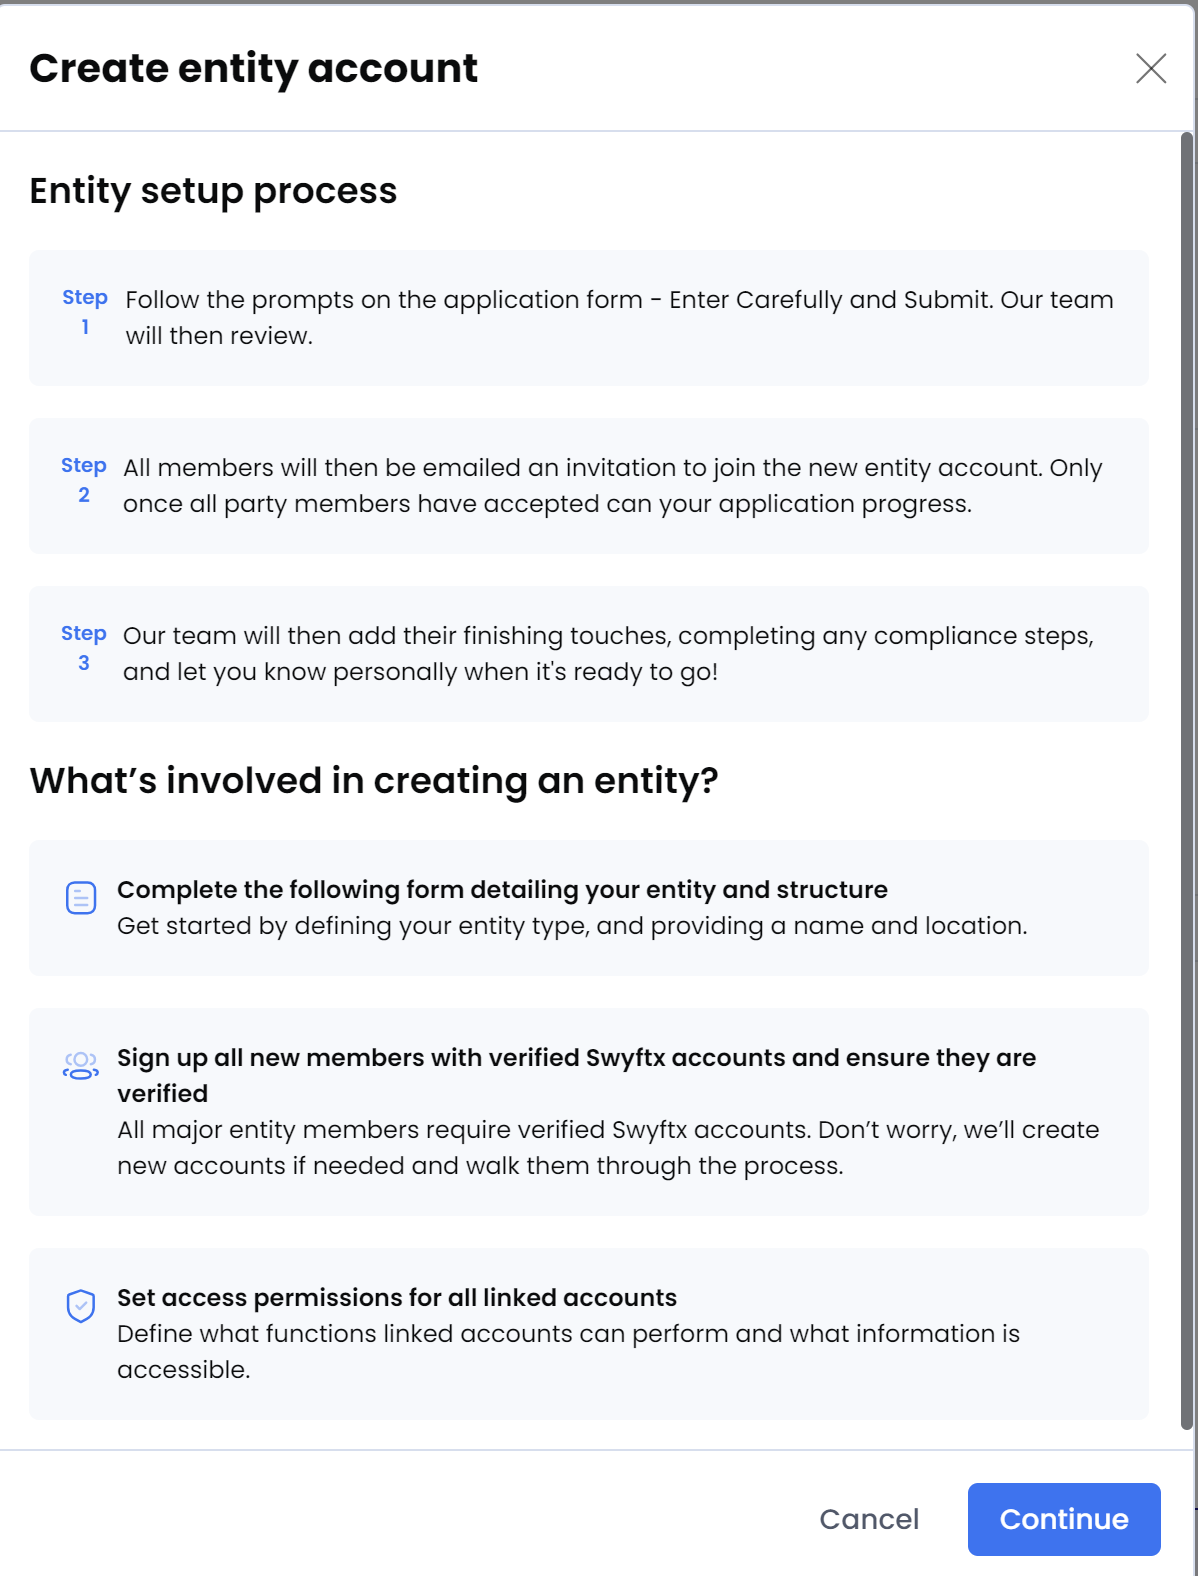 Create entity account
Entity setup process
Step
1
Follow the prompts on the application form - Enter Carefully and Submit. Our team
will then review.
Step
2
All members will then be emailed an invitation to join the new entity account. Only
once all party members have accepted can your application progress.
Step
3
Our team will then add their finishing touches, completing any compliance steps,
and let you know personally when it's ready to go!
What’s involved in creating an entity?
Complete the following form detailing your entity and structure
Get started by defining your entity type, and providing a name and location.
Sign up all new members with verified Swyftx accounts and ensure they are
verified
All major entity members require verified Swyftx accounts. Don’t worry, we’ll create
new accounts if needed and walk them through the process.
Set access permissions for all linked accounts
Define what functions linked accounts can perform and what information is
accessible.
Cancel
Continue